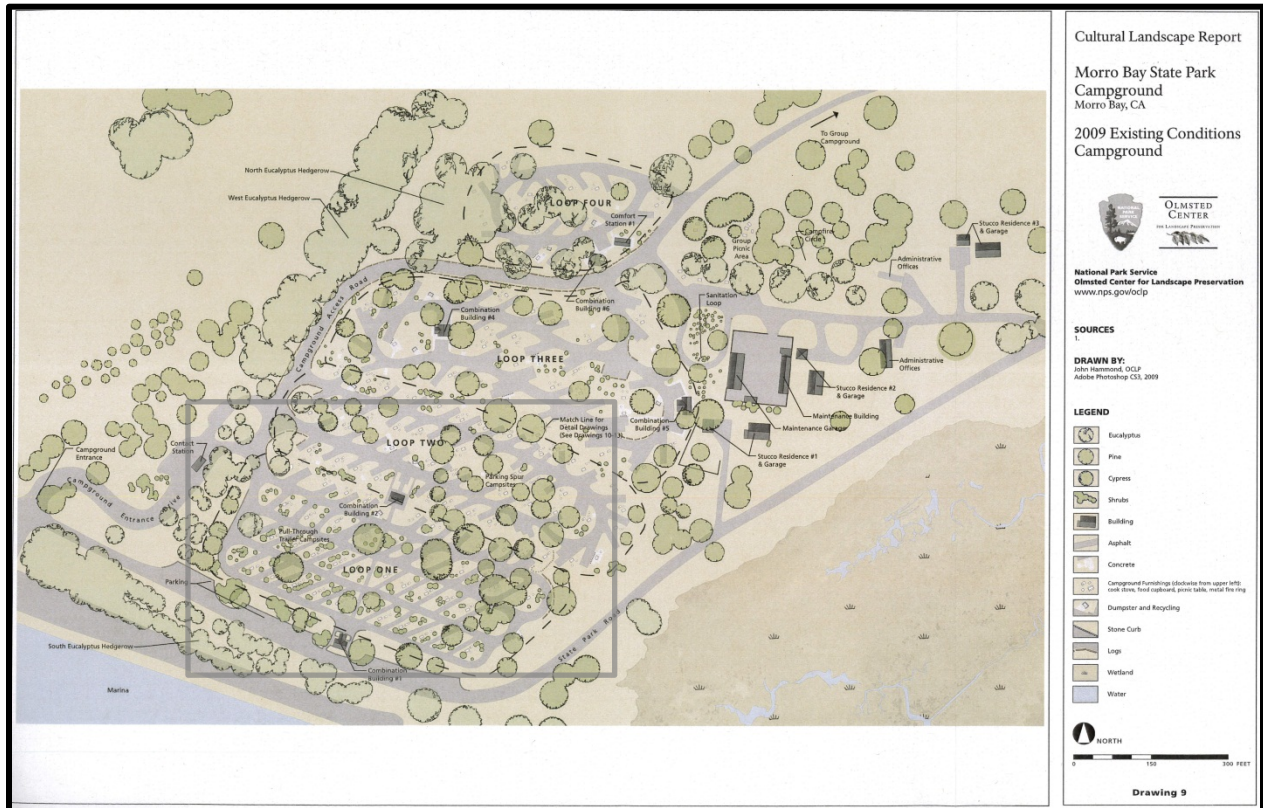 Cultural Landscape Report
Morro Bay State Park
Campground
Morro Bay, CA
2009 Existing Conditions
Campground
NATIONAL
PARK
SERVICE
OLMSTED
CENTER
FOR LANDSCAPE PRESERVATION
National Park Service
Olmsted Center for Landscape Preservation
www.nps.gov/oclp
SOURCES
1.
DRAWN BY:
John Hammond, OCLP
Adobe Photoshop CS3, 2009
LEGEND
Eucalyptus
Pine
Cypress
Shrubs
Building
Asphalt
Concrete
Campground Furnishings (clockwise from upper left):
cook stove, food cupboard, picnic table, metal fire ring
Dumpster and Recycling
Stone Curb
Logs
Wetland
Water
NORTH
0 150 300 FEET
Drawing 9
To Group
Campground
North Eucalyptus Hedgerow
West Eucalyptus Hedgerow
LOOP FOUR
Comfort
Station #1
Group
Picnic
Area
Campfire
Circle
Stucco Residence #3
& Garage
Administrative
Offices
Campground Access Road
Combination
Building #6
Combination
Building #4
Sanitation
Loop
LOOP THREE
Administrative
Offices
Stucco Residence #2
& Garage
Maintenance Building
Maintenance Garage
Combination
Building #5
Stucco Residence #1
& Garage
Match Line for
Detail Drawings
(See Drawings 10-13).
LOOP TWO
Contact
Station
Campground
Entrance
Campground Entrance Drive
Parking Spur
Campsites
Combination
Building #2
Pull-Through
Trailer Campsites
LOOP ONE
Parking
State Park Road
South Eucalyptus Hedgerow
Combination
Building #1
Marina